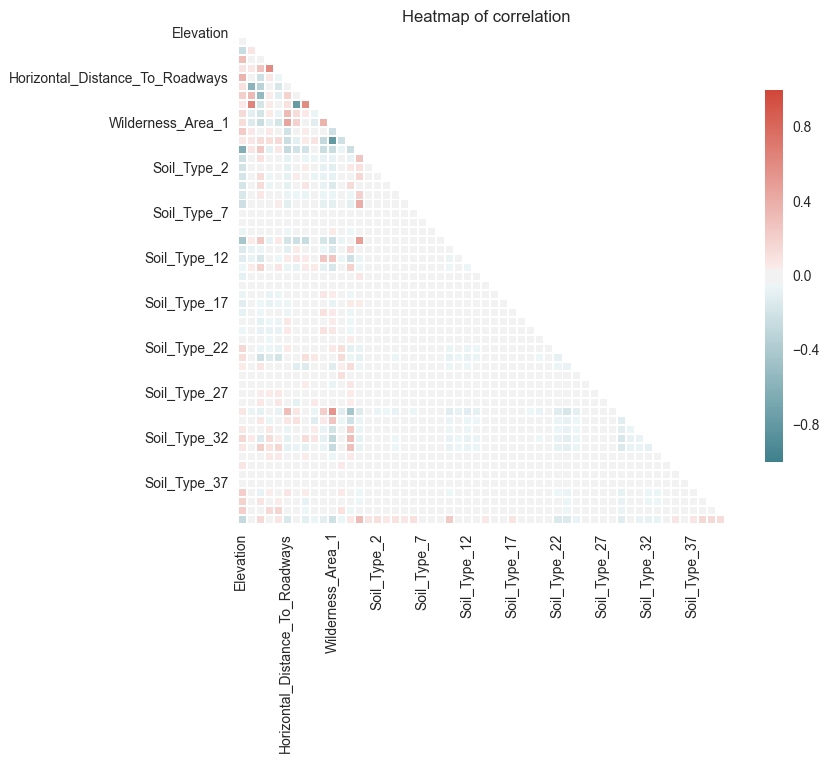 Heatmap of correlation
Elevation
Horizontal_Distance_To_Roadways
Wilderness_Area_1
Soil_Type_2
Soil_Type_7
Soil_Type_12
Soil_Type_17
Soil_Type_22
Soil_Type_27
Soil_Type_32
Soil_Type_37
0.8
0.4
0.0
−0.4
−0.8
Elevation
Horizontal_Distance_To_Roadways
Wilderness_Area_1
Soil_Type_2
Soil_Type_7
Soil_Type_12
Soil_Type_17
Soil_Type_22
Soil_Type_27
Soil_Type_32
Soil_Type_37